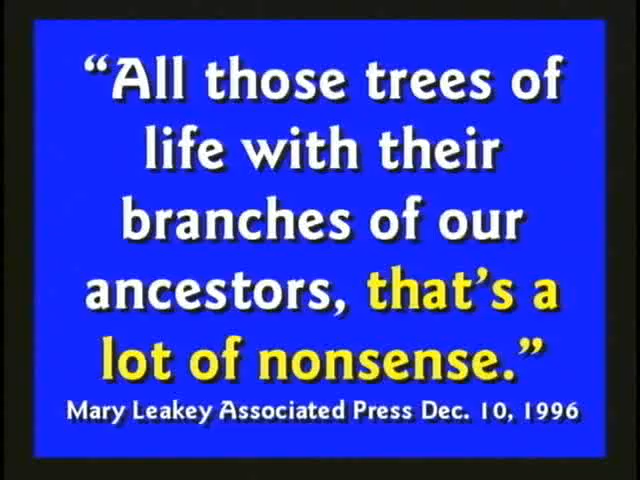 “All those trees of
life with their
branches of our
ancestors, that’s a
lot of nonsense.”
Mary Leakey Associated Press Dec. 10, 1996